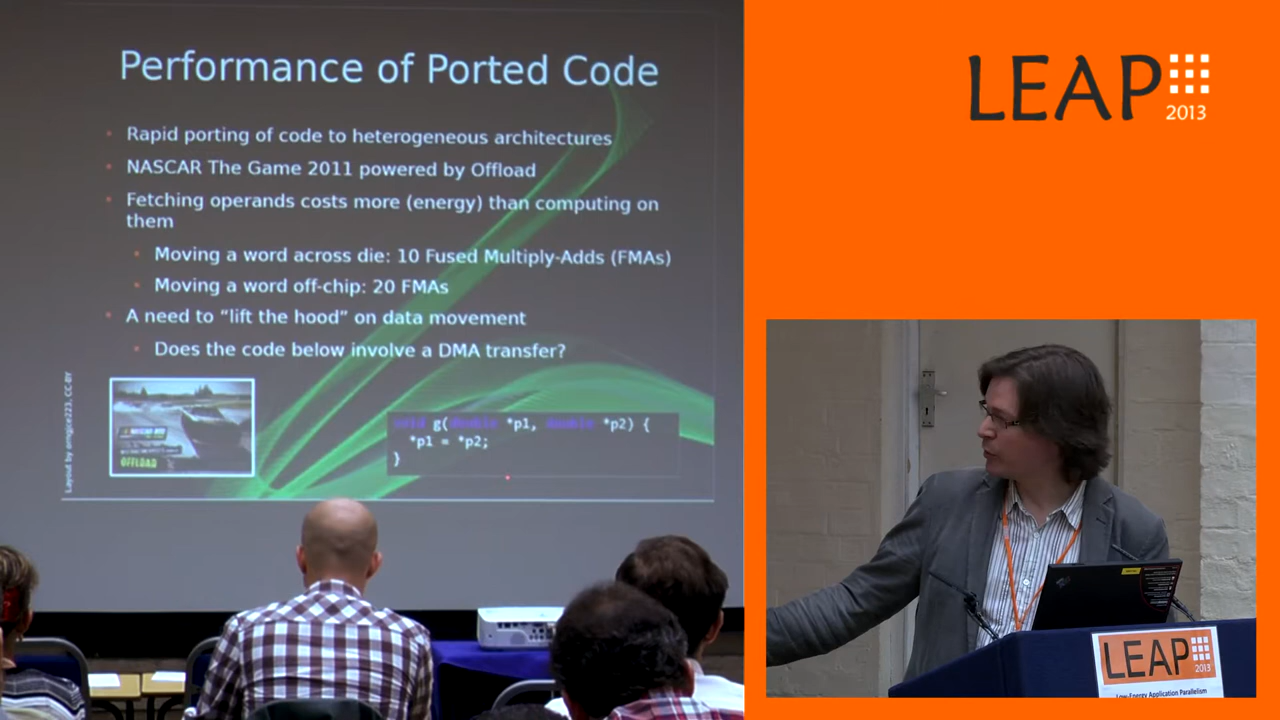 Performance of Ported Code
Rapid porting of code to heterogeneous architectures
NASCAR The Game 2011 powered by Offload
Fetching operands costs more (energy) than computing on
them
Moving a word across die: 10 Fused Multiply-Adds (FMAs)
Moving a word off-chip: 20 FMAs
A need to “lift the hood” on data movement
Does the code below involve a DMA transfer?
void g(double *p1, double *p2) {
*p1 = *p2;
}
OFFLOAD
LEAP
2013
LEAP
2013
Low-Energy Application Parallelism